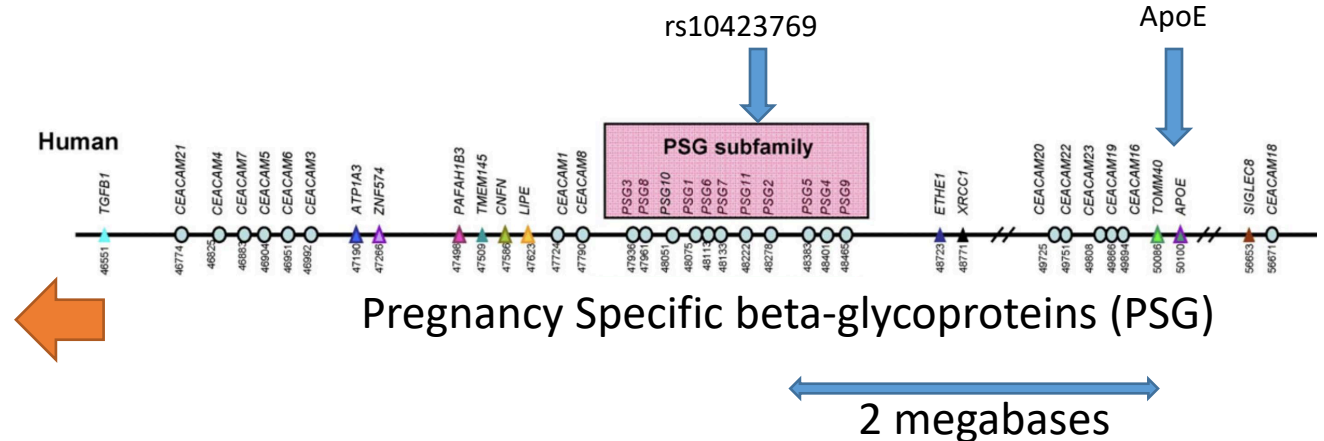 rs10423769
ApoE
Human
PSG subfamily
TGFB1
CEACAM21
CEACAM4
CEACAM7
CEACAM5
CEACAM6
CEACAM3
ATP1A3
ZNF574
PAFAH1B3
TMEM145
CNFN
LIPE
CEACAM1
CEACAM8
PSG3
PSG8
PSG10
PSG1
PSG6
PSG7
PSG11
PSG2
PSG5
PSG4
PSG9
ETHE1
XRCC1
CEACAM20
CEACAM22
CEACAM23
CEACAM19
CEACAM16
TOMM40
APOE
SIGLEC8
CEACAM18
46551
46774
46825
46883
46904
46951
46992
47190
47286
47498
47509
47586
47623
47724
47790
47936
47961
48051
48075
48113
48133
48222
48278
48383
48401
48465
48723
48771
49725
49751
49808
49866
49894
50086
50100
56653
56671
Pregnancy Specific beta-glycoproteins (PSG)
2 megabases